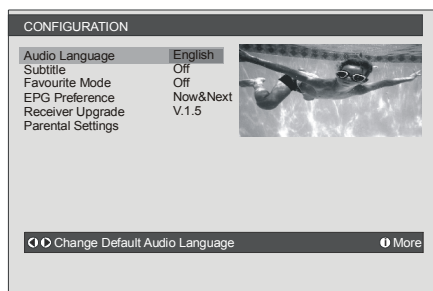 CONFIGURATION
Audio Language English
Subtitle Off
Favourite Mode Off
EPG Preference Now&Next
Receiver Upgrade V.1.5
Parental Settings
Change Default Audio Language
More